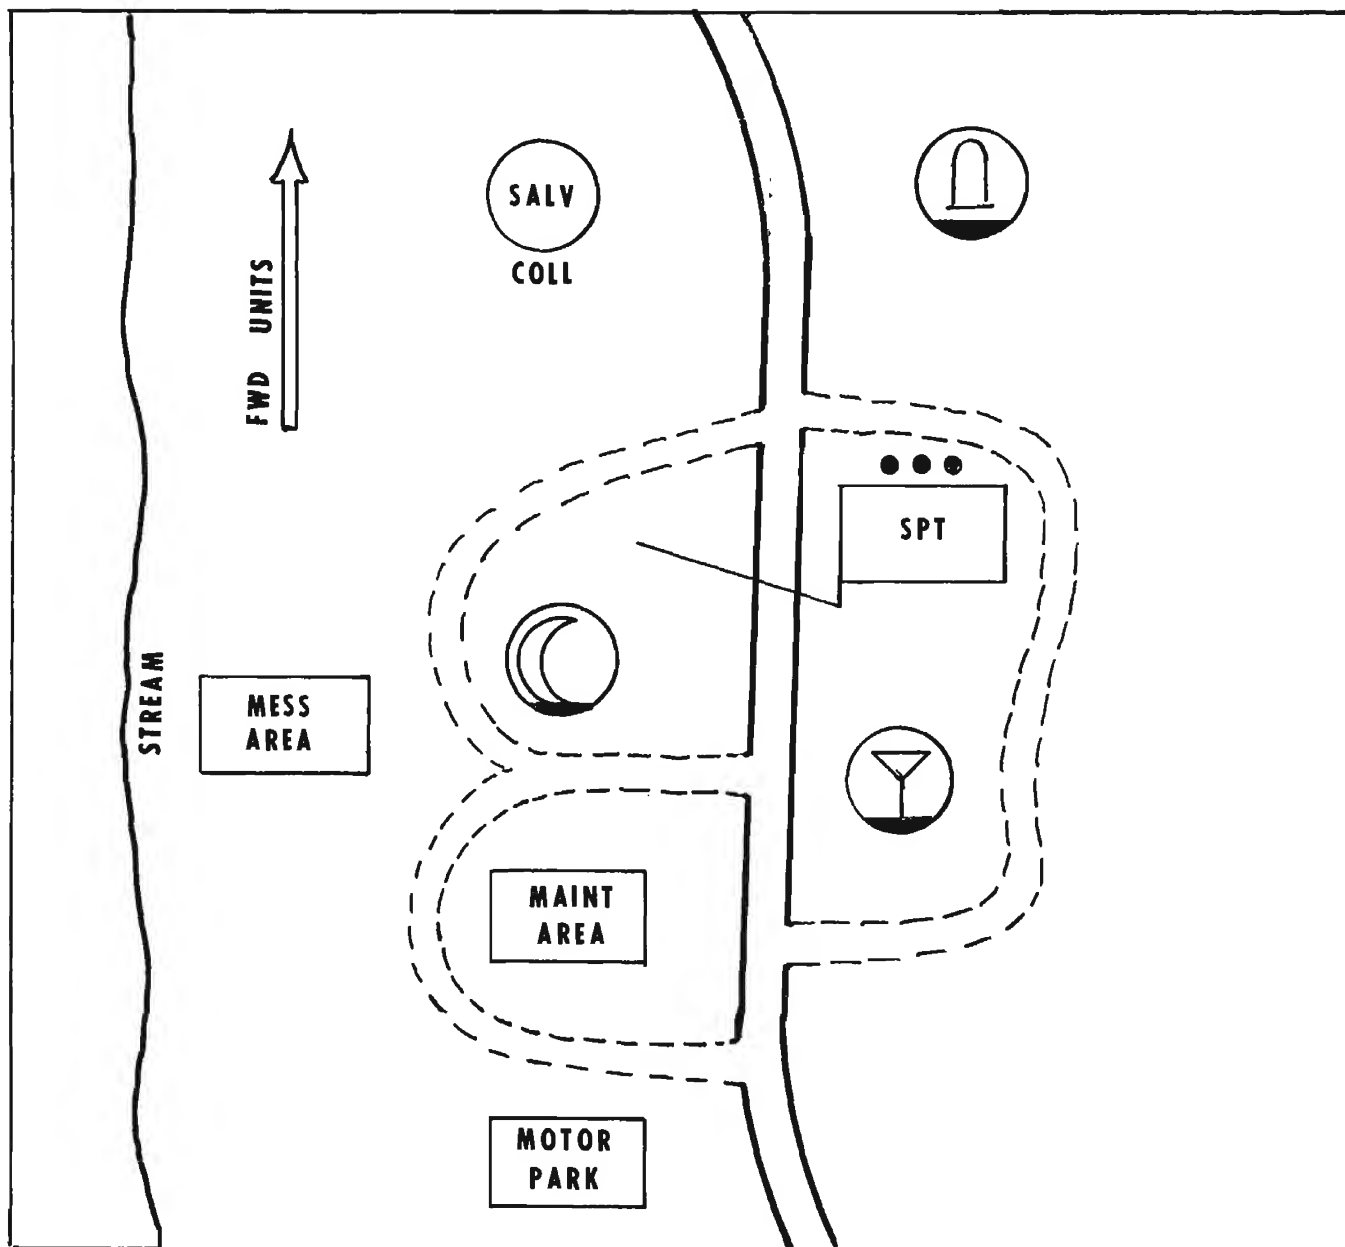 SALV
COLL
FWD UNITS
SPT
STREAM
MESS
AREA
MAINT
AREA
MOTOR
PARK